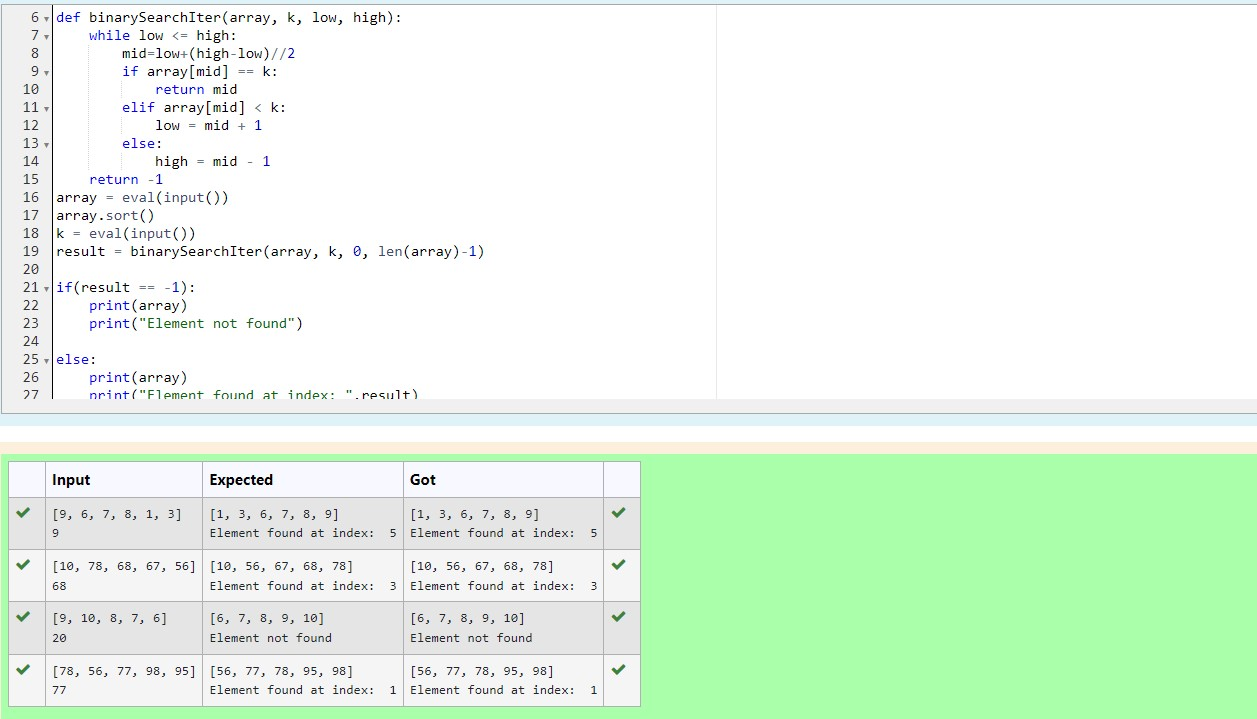 6 def binarySearchIter(array, k, low, high):
7     while low <= high:
8         mid=low+(high-low)//2
9         if array[mid] == k:
10             return mid
11         elif array[mid] < k:
12             low = mid + 1
13         else:
14             high = mid - 1
15     return -1
16 array = eval(input())
17 array.sort()
18 k = eval(input())
19 result = binarySearchIter(array, k, 0, len(array)-1)
20
21 if(result == -1):
22     print(array)
23     print("Element not found")
24
25 else:
26     print(array)
27     print("Element found at index: ",result)
Input Expected Got
[9, 6, 7, 8, 1, 3] [1, 3, 6, 7, 8, 9] [1, 3, 6, 7, 8, 9]
9 Element found at index:  5 Element found at index:  5
[10, 78, 68, 67, 56] [10, 56, 67, 68, 78] [10, 56, 67, 68, 78]
68 Element found at index:  3 Element found at index:  3
[9, 10, 8, 7, 6] [6, 7, 8, 9, 10] [6, 7, 8, 9, 10]
20 Element not found Element not found
[78, 56, 77, 98, 95] [56, 77, 78, 95, 98] [56, 77, 78, 95, 98]
77 Element found at index:  1 Element found at index:  1